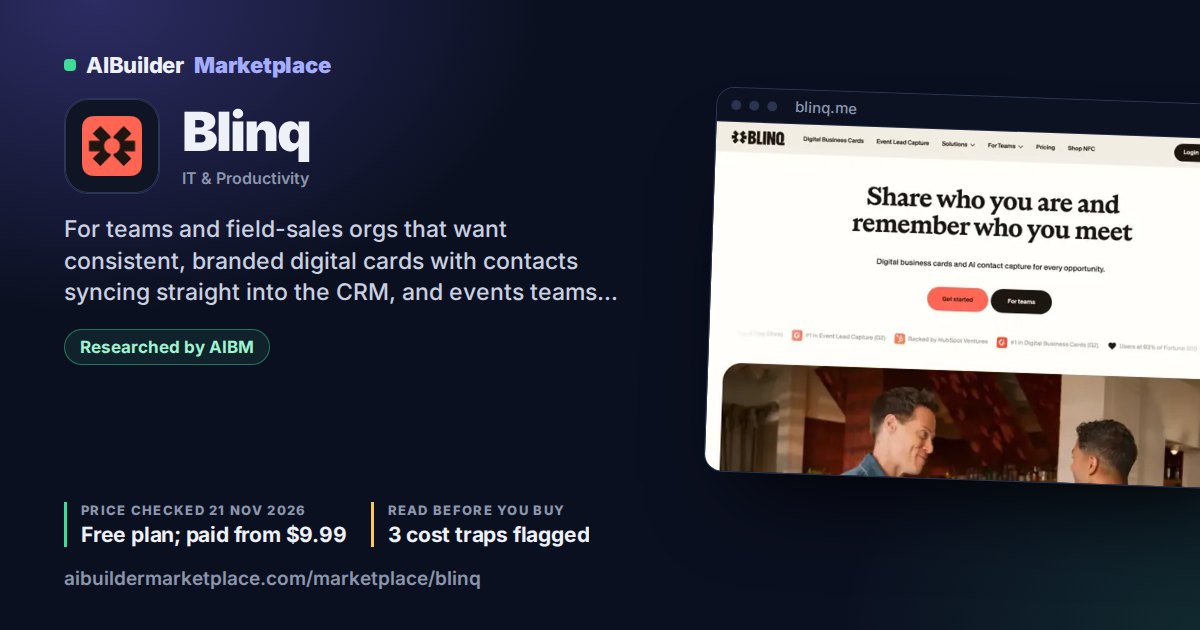 AIBuilder Marketplace
Blinq
IT & Productivity
For teams and field-sales orgs that want
consistent, branded digital cards with contacts
syncing straight into the CRM, and events teams...
Researched by AIBM
PRICE CHECKED 21 NOV 2026
Free plan; paid from $9.99
READ BEFORE YOU BUY
3 cost traps flagged
aibuildermarketplace.com/marketplace/blinq
blinq.me
BLINQ
Digital Business Cards
Event Lead Capture
Solutions
For Teams
Pricing
Shop NFC
Login
Share who you are and
remember who you meet
Digital business cards and AI contact capture for every opportunity.
Get started
For teams
#1 in Event Lead Capture (G2)
Backed by HubSpot Ventures
#1 in Digital Business Cards (G2)
Users at 93% of Fortune